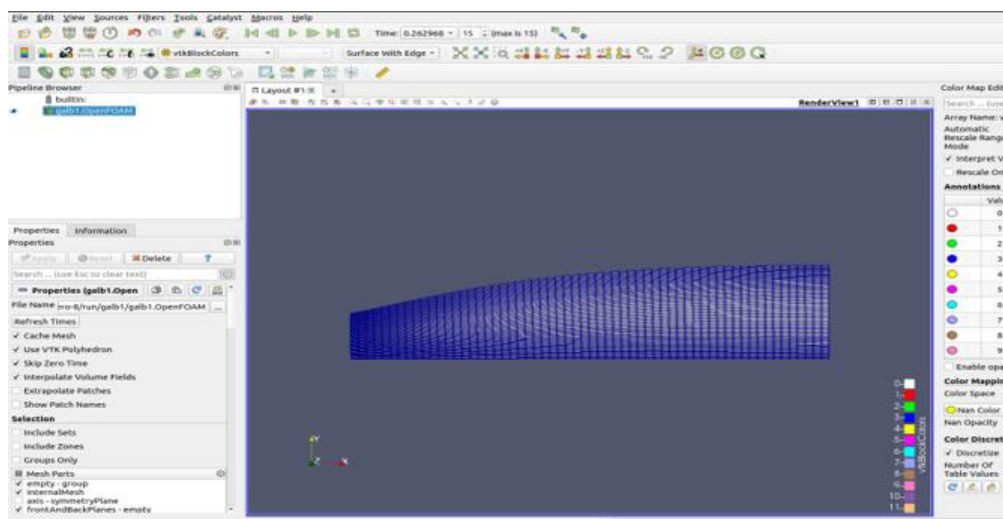 File Edit View Sources Filters Tools Catalyst Macros Help
Time: 0.262968 15 (max is 15)
vtkBlockColors
Surface With Edge
Pipeline Browser
builtin:
galb1.OpenFOAM
Layout #1
RenderView1
Properties Information
Properties
Apply Reset Delete ?
Search ... (use Esc to clear text)
Properties (galb1.Open
File Name ro-8/run/galb1/galb1.OpenFOAM ...
Refresh Times
Cache Mesh
Use VTK Polyhedron
Skip Zero Time
Interpolate Volume Fields
Extrapolate Patches
Show Patch Names
Selection
Include Sets
Include Zones
Groups Only
Mesh Parts
empty - group
internalMesh
axis - symmetryPlane
frontAndBackPlanes - empty
Y
Z X
0
1
2
3
4
5
6
7
8
9
10
11
vtkBlockColors
Color Map Edit
Search ... (use
Array Name: v
Automatic
Rescale Range
Mode
Interpret V
Rescale On
Annotations
Val
0
1
2
3
4
5
6
7
8
9
Enable opa
Color Mappin
Color Space
Nan Color
Nan Opacity
Color Discret
Discretize
Number Of
Table Values